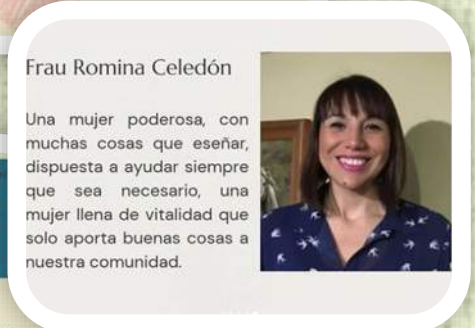 Frau Romina Celedón
Una mujer poderosa, con
muchas cosas que eseñar,
dispuesta a ayudar siempre
que sea necesario, una
mujer llena de vitalidad que
solo aporta buenas cosas a
nuestra comunidad.